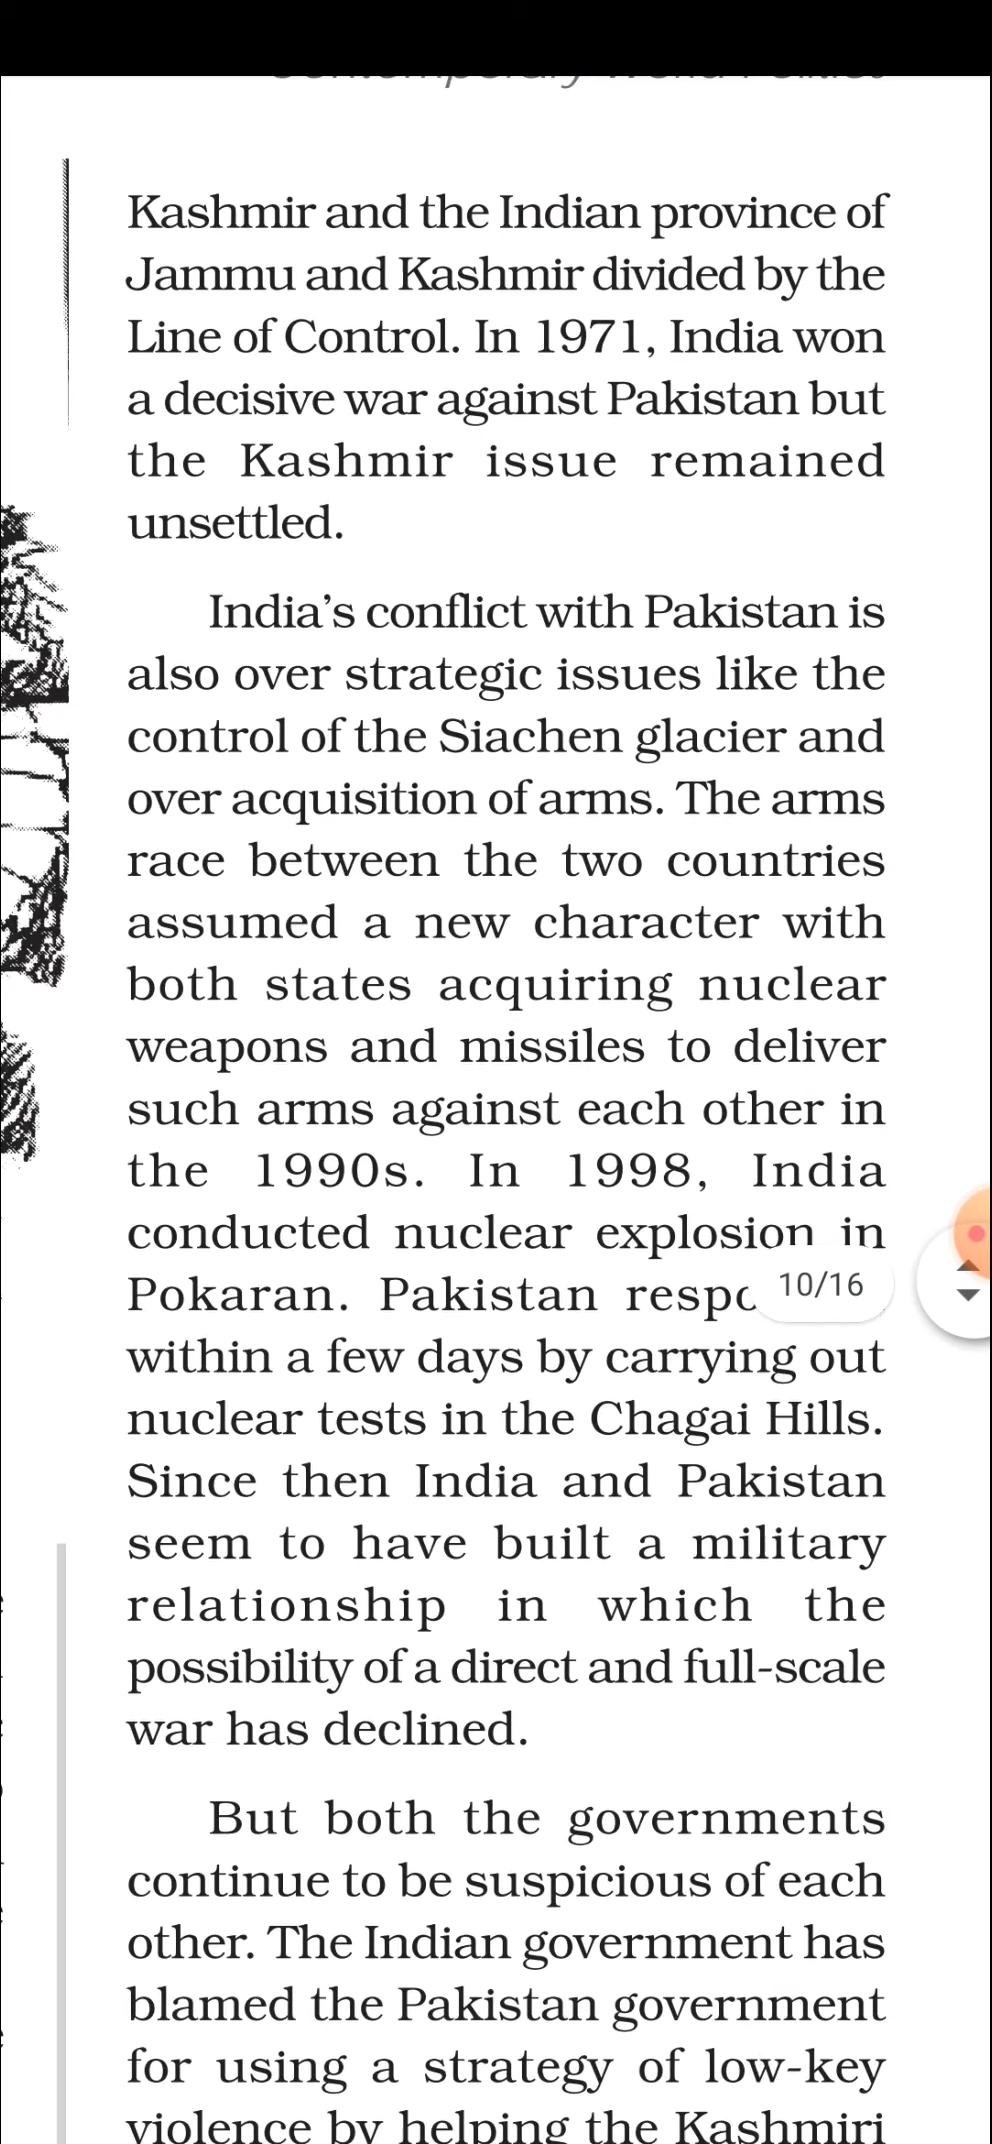 Kashmir and the Indian province of
Jammu and Kashmir divided by the
Line of Control. In 1971, India won
a decisive war against Pakistan but
the Kashmir issue remained
unsettled.
India's conflict with Pakistan is
also over strategic issues like the
control of the Siachen glacier and
over acquisition of arms. The arms
race between the two countries
assumed a new character with
both states acquiring nuclear
weapons and missiles to deliver
such arms against each other in
the 1990s. In 1998, India
conducted nuclear explosion in
Pokaran. Pakistan
10/16
within a few days by carrying out
nuclear tests in the Chagai Hills.
Since then India and Pakistan
seem to have built a military
relationship in which the
possibility of a direct and full-scale
war has declined.
But both the governments
continue to be suspicious of each
other. The Indian government has
blamed the Pakistan government
for using a strategy of low-key
violence by helping the Kashmiri